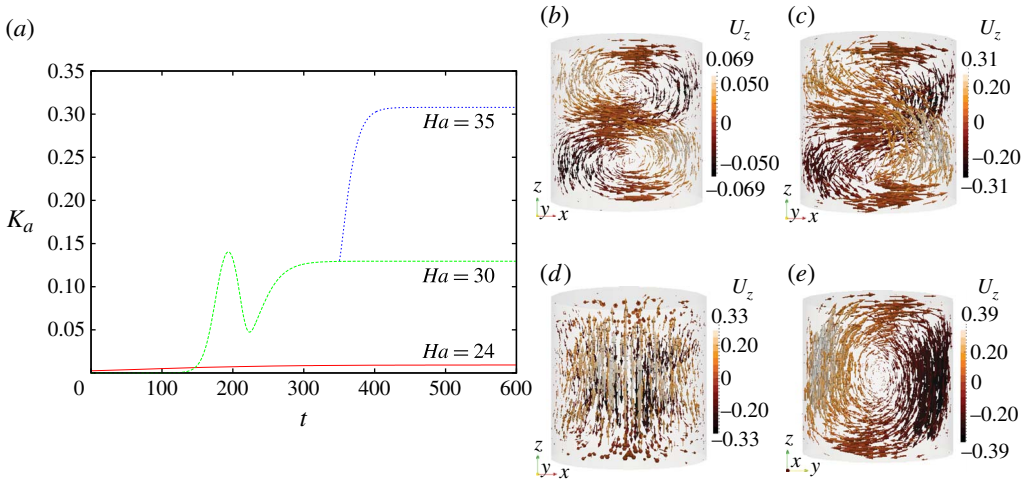 (a)
0.35
0.30
0.25
0.20
0.15
0.10
0.05
K_a
Ha = 35
Ha = 30
Ha = 24
0 100 200 300 400 500 600
t
(b)
U_z
0.069
0.050
0
−0.050
−0.069
z
y x
(c)
U_z
0.31
0.20
0
−0.20
−0.31
z
y x
(d)
U_z
0.33
0.20
0
−0.20
−0.33
z
y x
(e)
U_z
0.39
0.20
0
−0.20
−0.39
z
x y